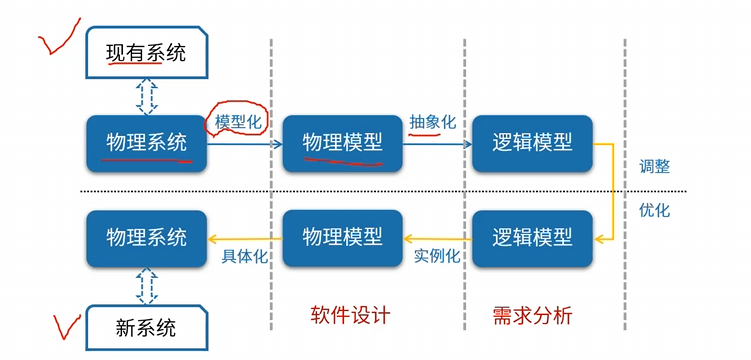 现有系统
物理系统
模型化
物理模型
抽象化
逻辑模型
调整
优化
物理系统
具体化
物理模型
实例化
逻辑模型
新系统
软件设计
需求分析